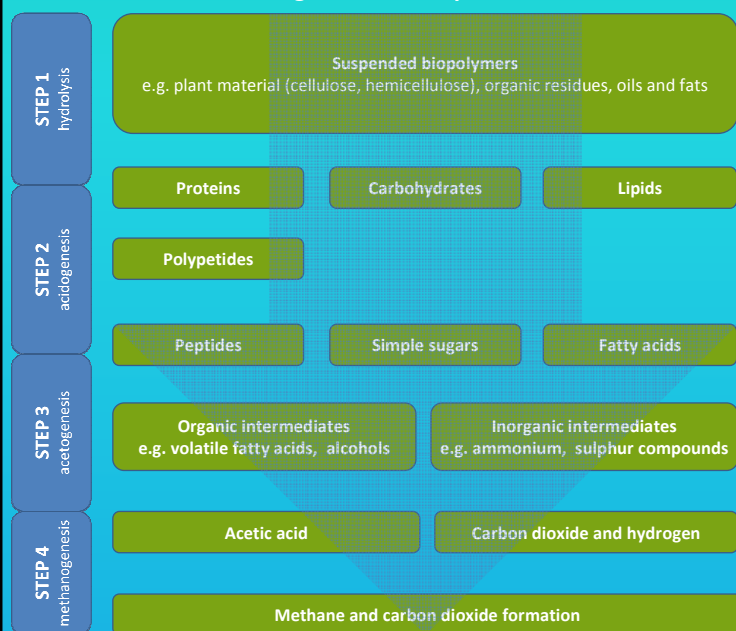 STEP 1
hydrolysis
Suspended biopolymers
e.g. plant material (cellulose, hemicellulose), organic residues, oils and fats
Proteins
Carbohydrates
Lipids
STEP 2
acidogenesis
Polypetides
Peptides
Simple sugars
Fatty acids
STEP 3
acetogenesis
Organic intermediates
e.g. volatile fatty acids, alcohols
Inorganic intermediates
e.g. ammonium, sulphur compounds
STEP 4
methanogenesis
Acetic acid
Carbon dioxide and hydrogen
Methane and carbon dioxide formation